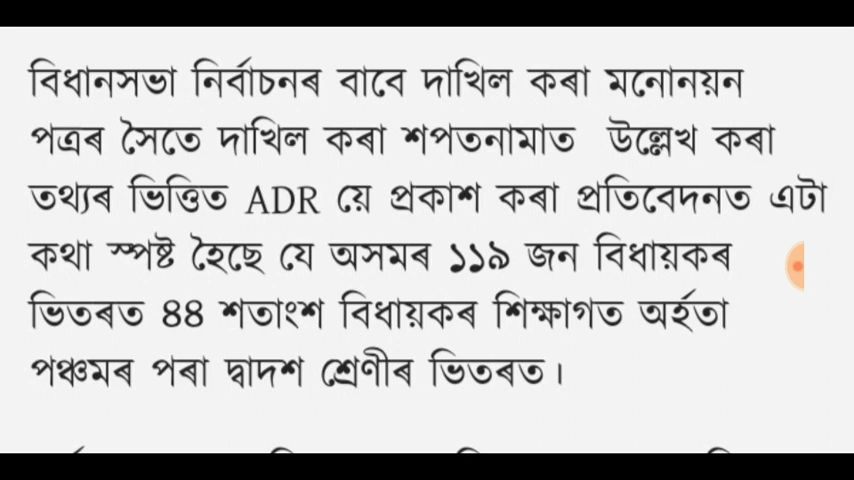 বিধানসভা নিৰ্বাচনৰ বাবে দাখিল কৰা মনোনয়ন
পত্ৰৰ সৈতে দাখিল কৰা শপতনামাত উল্লেখ কৰা
তথ্যৰ ভিত্তিত ADR য়ে প্ৰকাশ কৰা প্ৰতিবেদনত এটা
কথা স্পষ্ট হৈছে যে অসমৰ ১১৯ জন বিধায়কৰ
ভিতৰত ৪৪ শতাংশ বিধায়কৰ শিক্ষাগত অৰ্হতা
পঞ্চমৰ পৰা দ্বাদশ শ্ৰেণীৰ ভিতৰত।